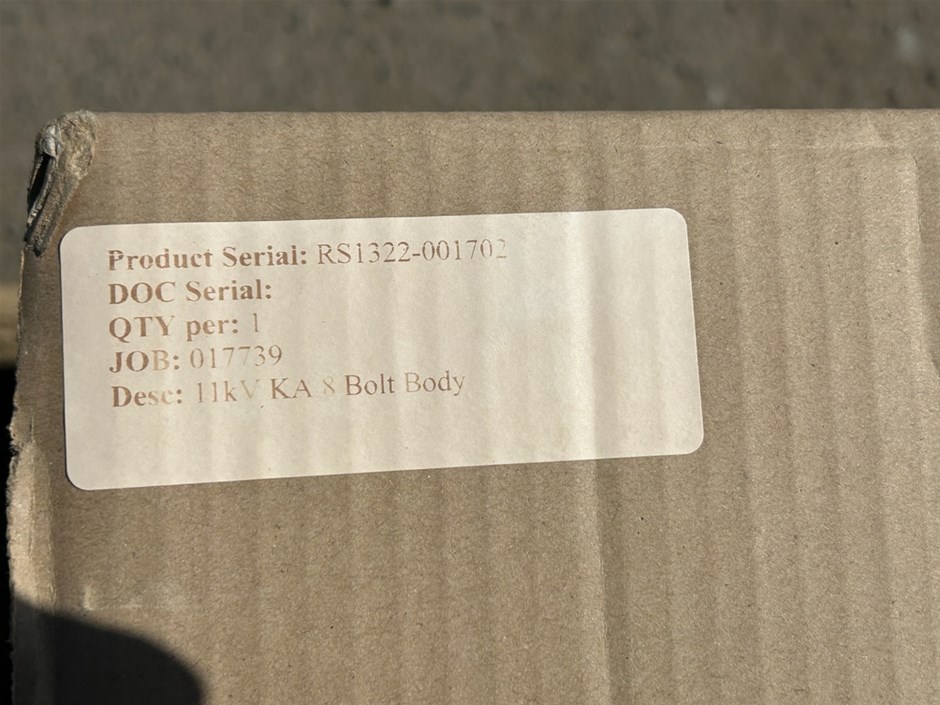 Product Serial: RS1322-001702
DOC Serial:
QTY per: 1
JOB: 017739
Desc: 11kV KA 8 Bolt Body